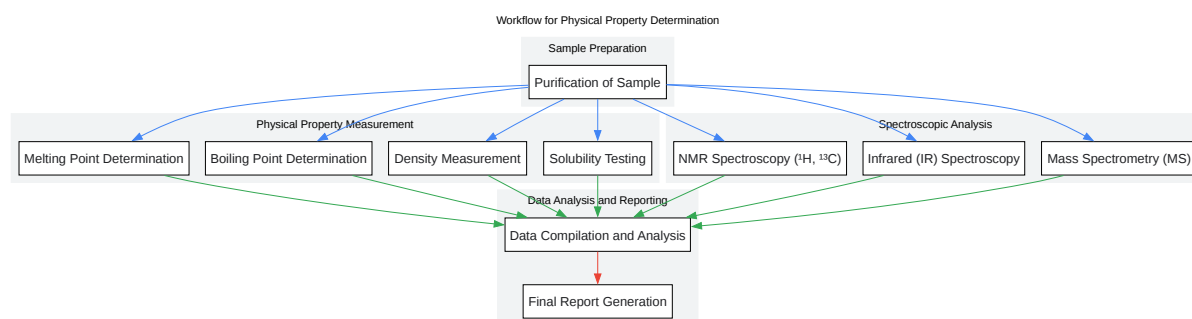 Workflow for Physical Property Determination
Sample Preparation
Purification of Sample
Physical Property Measurement
Spectroscopic Analysis
Melting Point Determination
Boiling Point Determination
Density Measurement
Solubility Testing
NMR Spectroscopy (¹H, ¹³C)
Infrared (IR) Spectroscopy
Mass Spectrometry (MS)
Data Analysis and Reporting
Data Compilation and Analysis
Final Report Generation